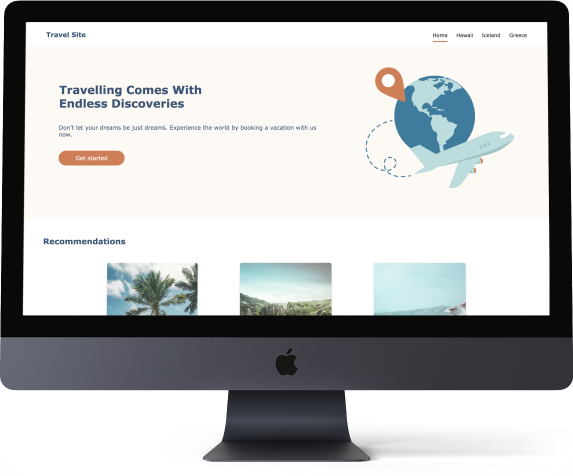 Travel Site
Home Hawaii Iceland Greece
Travelling Comes With
Endless Discoveries
Don't let your dreams be just dreams. Experience the world by booking a vacation with us
now.
Get started
Recommendations